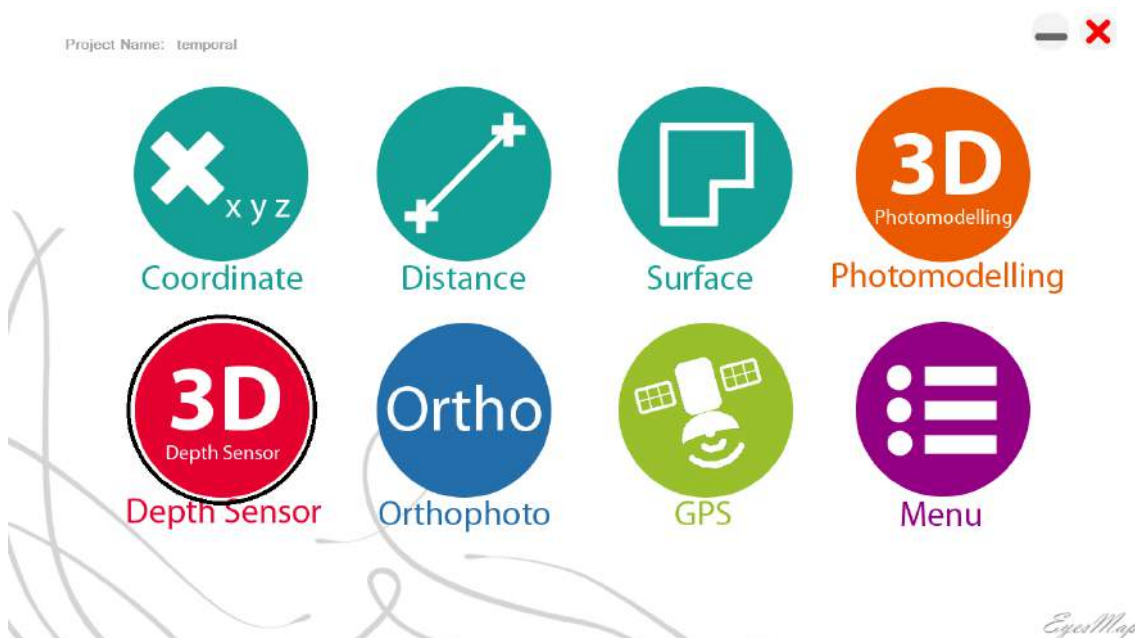 Project Name: temporal
x y z
Coordinate
Distance
Surface
3D
Photomodelling
Photomodelling
3D
Depth Sensor
Depth Sensor
Ortho
Orthophoto
GPS
Menu
EyesMap